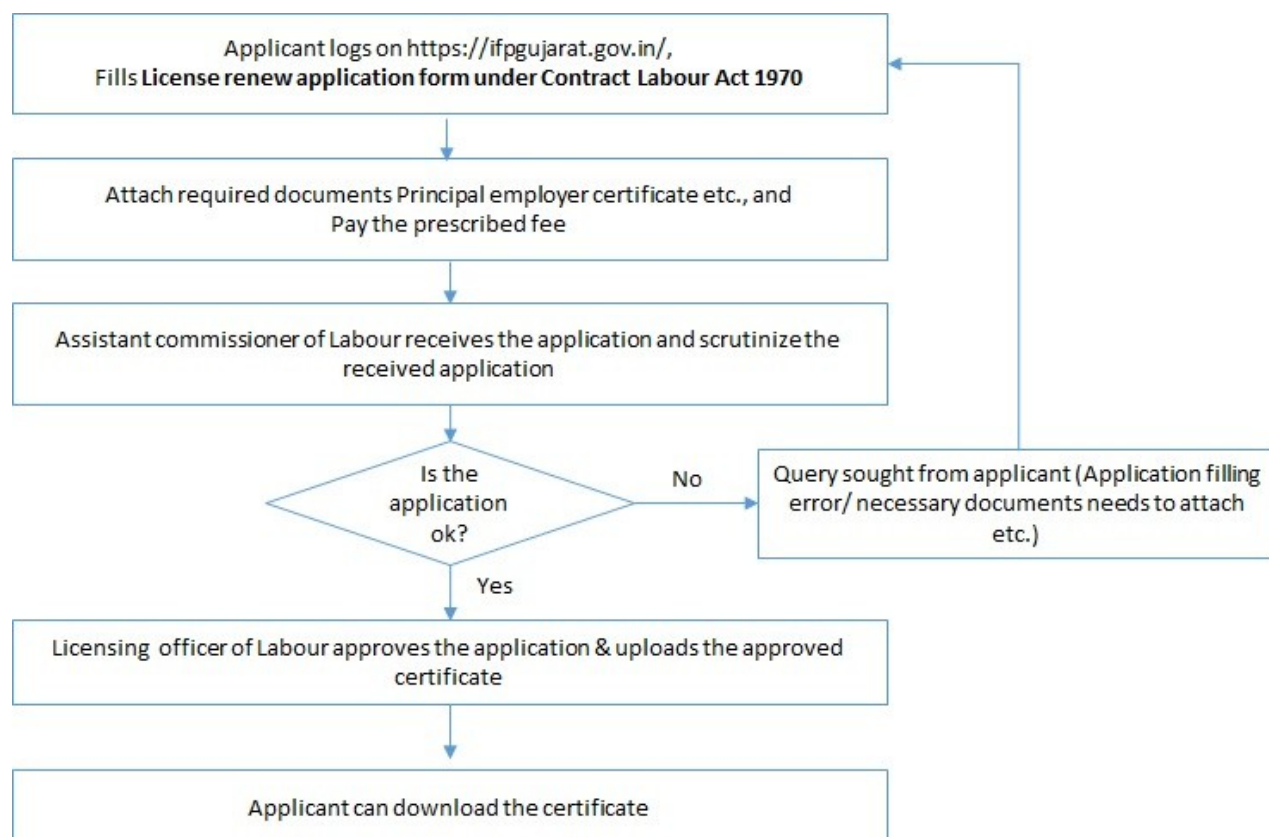 Applicant logs on https://ifpgujarat.gov.in/,
Fills License renew application form under Contract Labour Act 1970
Attach required documents Principal employer certificate etc., and
Pay the prescribed fee
Assistant commissioner of Labour receives the application and scrutinize the
received application
Is the
application
ok?
No
Query sought from applicant (Application filling
error/ necessary documents needs to attach
etc.)
Yes
Licensing officer of Labour approves the application & uploads the approved
certificate
Applicant can download the certificate